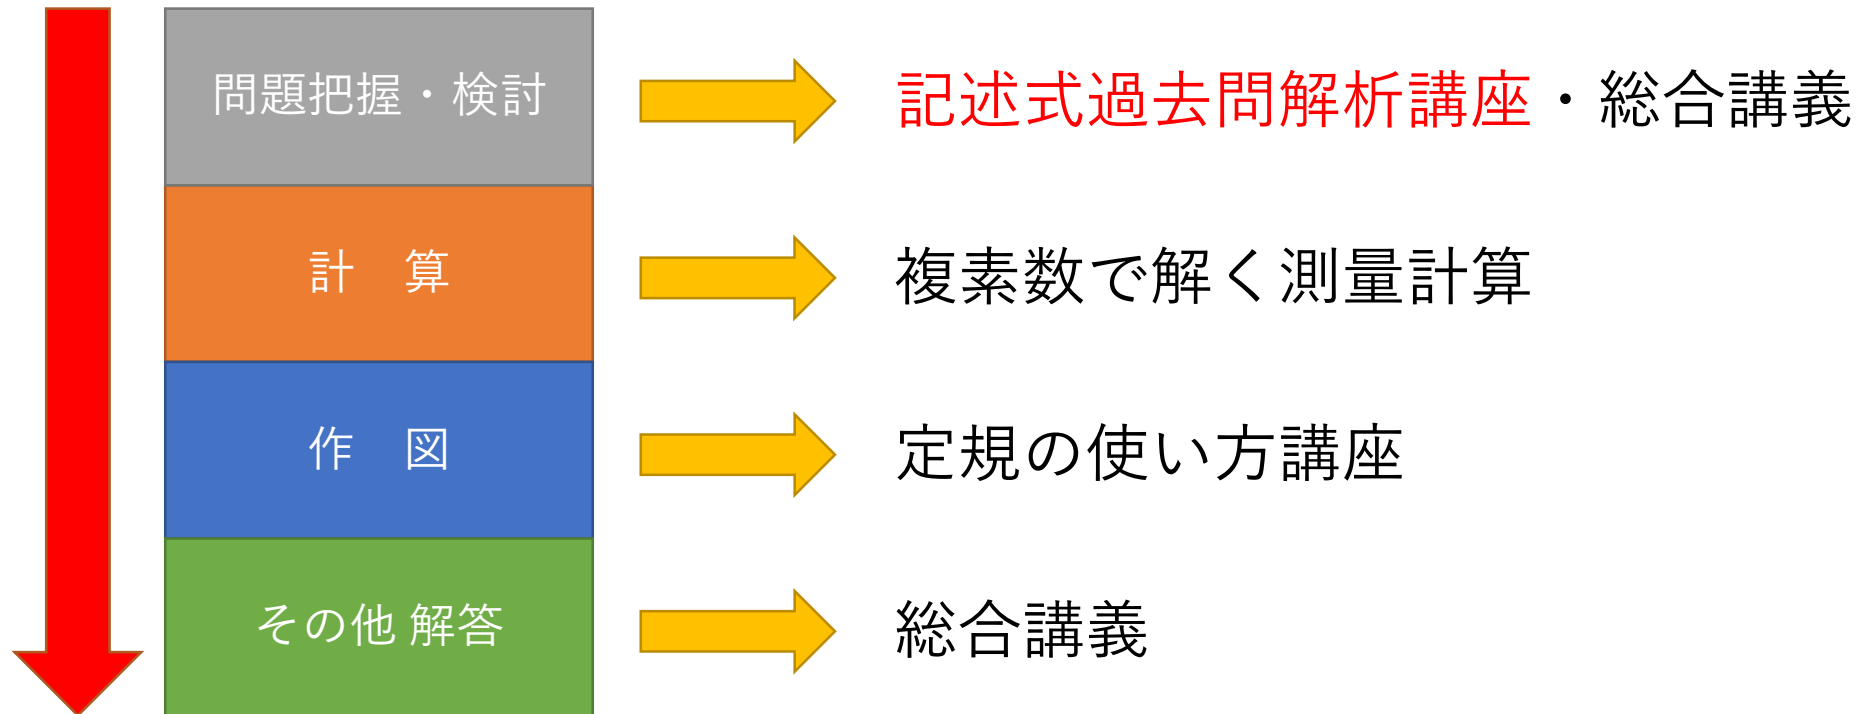 問題把握・検討
記述式過去問解析講座・総合講義
計　算
複素数で解く測量計算
作　図
定規の使い方講座
その他 解答
総合講義